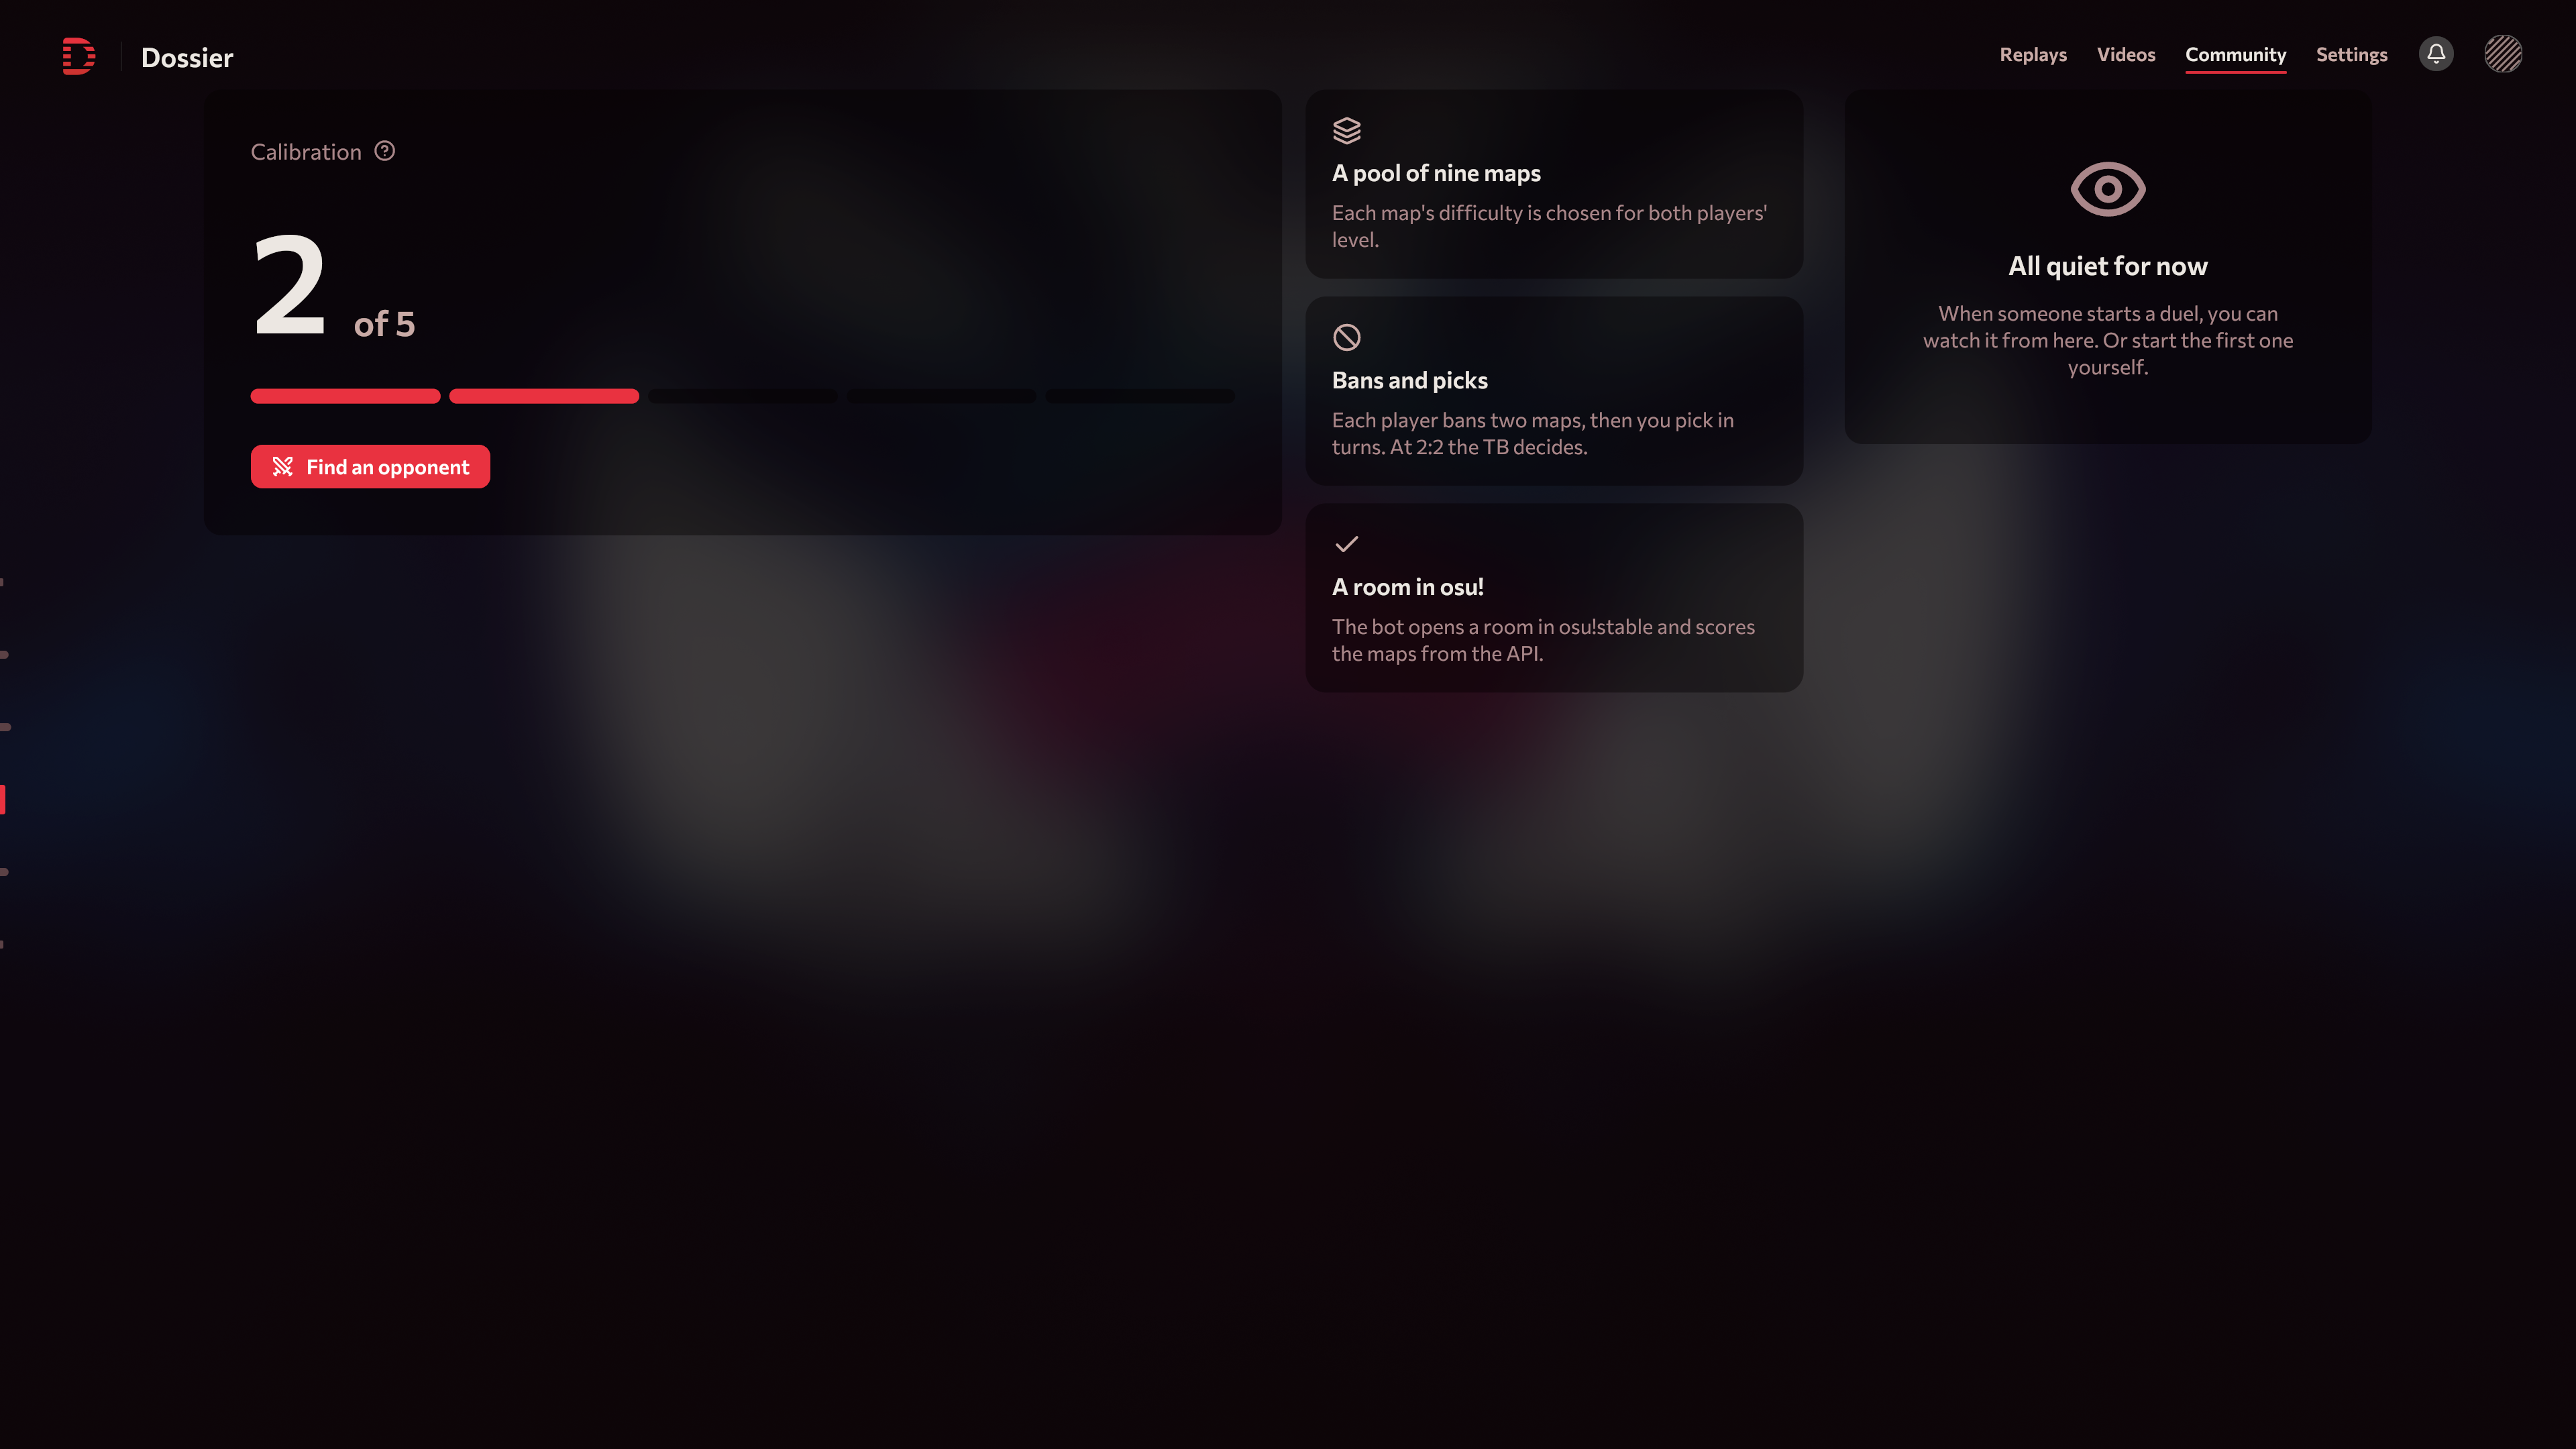 Dossier
Replays
Videos
Community
Settings
Calibration
2 of 5
Find an opponent
A pool of nine maps
Each map's difficulty is chosen for both players'
level.
Bans and picks
Each player bans two maps, then you pick in
turns. At 2:2 the TB decides.
A room in osu!
The bot opens a room in osu!stable and scores
the maps from the API.
All quiet for now
When someone starts a duel, you can
watch it from here. Or start the first one
yourself.